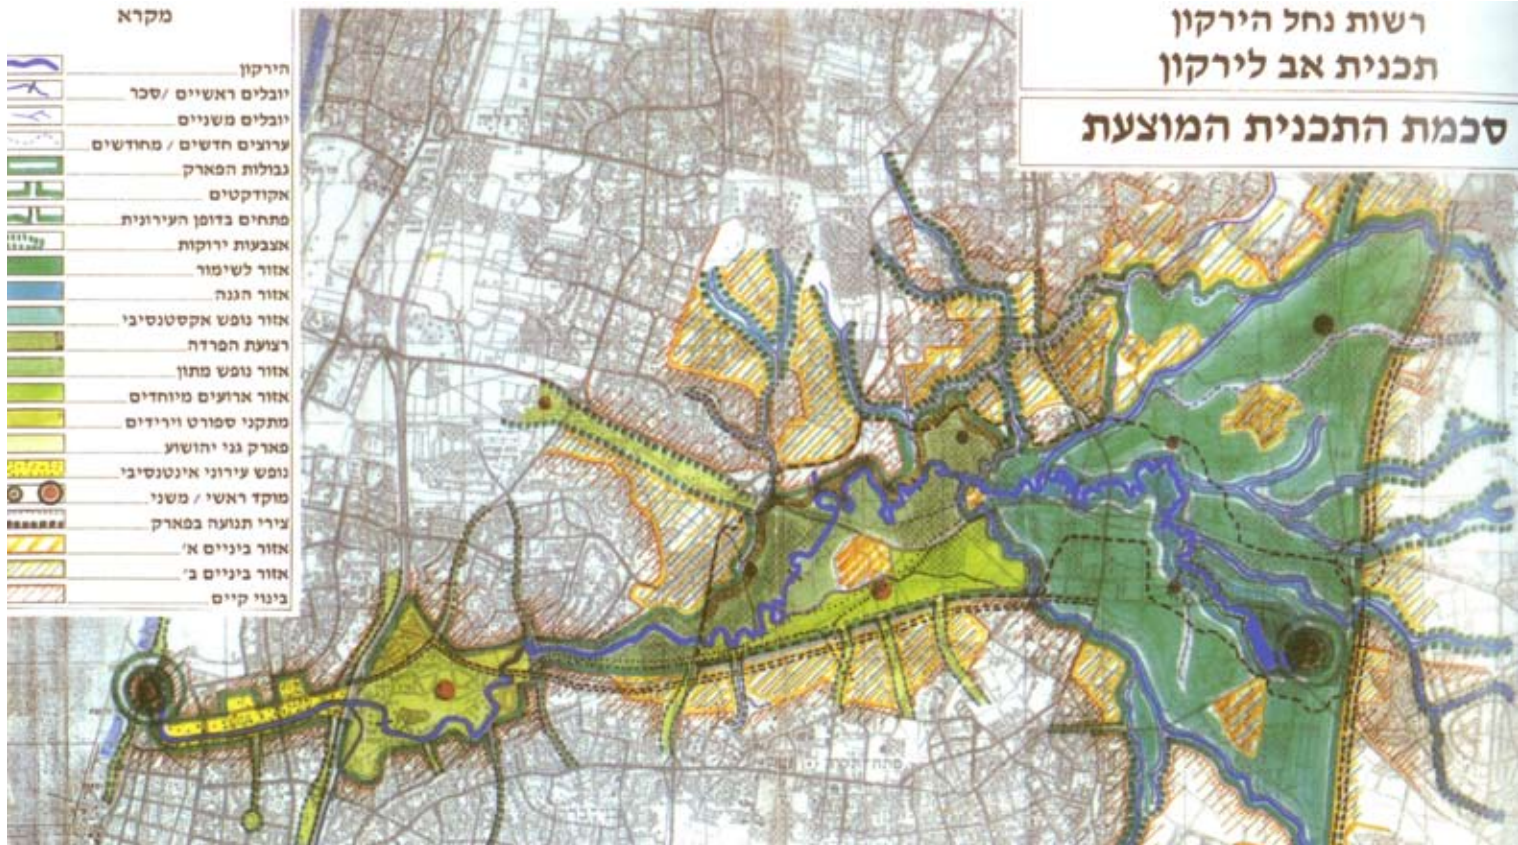 רשות נחל הירקון
תכנית אב לירקון
סכמת התכנית המוצעת
מקרא
הירקון
יובלים ראשיים / סכר
יובלים משניים
ערוצים חדשים / מחודשים
גבולות הפארק
אקודקטים
פתחים בדופן העירונית
אצבעות ירוקות
אזור לשימור
אזור הגנה
אזור נופש אקסטנסיבי
רצועת הפרדה
אזור נופש מתון
אזור ארועים מיוחדים
מתקני ספורט וירידים
פארק גני יהושוע
נופש עירוני אינטנסיבי
מוקד ראשי / משני
צירי תנועה בפארק
אזור ביניים א'
אזור ביניים ב'
בינוי קיים